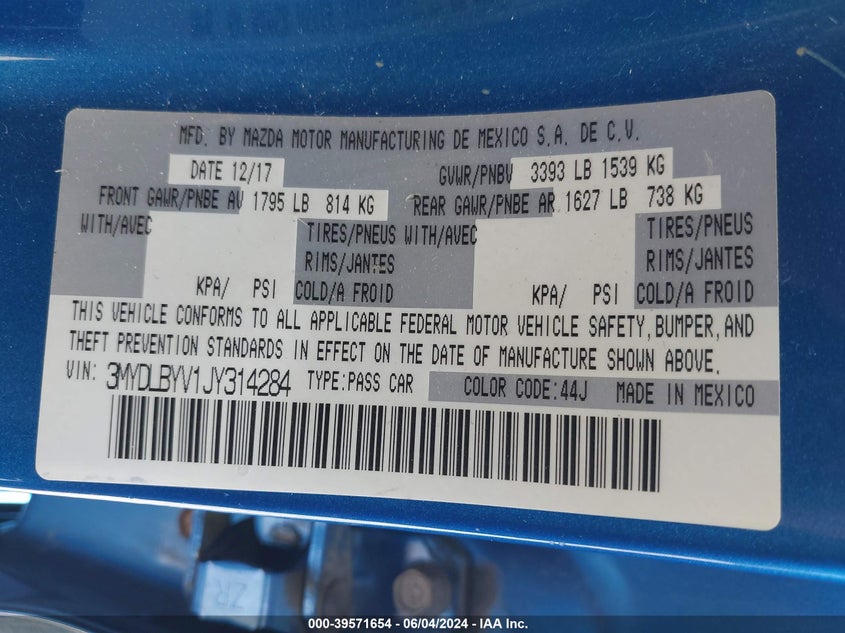 MFD. BY MAZDA MOTOR MANUFACTURING DE MEXICO S.A. DE C.V.
DATE 12/17 GVWR/PNBV 3393 LB 1539 KG
FRONT GAWR/PNBE AV 1795 LB 814 KG REAR GAWR/PNBE AR 1627 LB 738 KG
WITH/AVEC TIRES/PNEUS WITH/AVEC TIRES/PNEUS
RIMS/JANTES RIMS/JANTES
KPA/ PSI COLD/A FROID KPA/ PSI COLD/A FROID
THIS VEHICLE CONFORMS TO ALL APPLICABLE FEDERAL MOTOR VEHICLE SAFETY, BUMPER, AND
THEFT PREVENTION STANDARDS IN EFFECT ON THE DATE OF MANUFACTURE SHOWN ABOVE.
VIN: 3MYDLBYV1JY314284 TYPE:PASS CAR COLOR CODE:44J MADE IN MEXICO
ZR
000-39571654 - 06/04/2024 - IAA Inc.